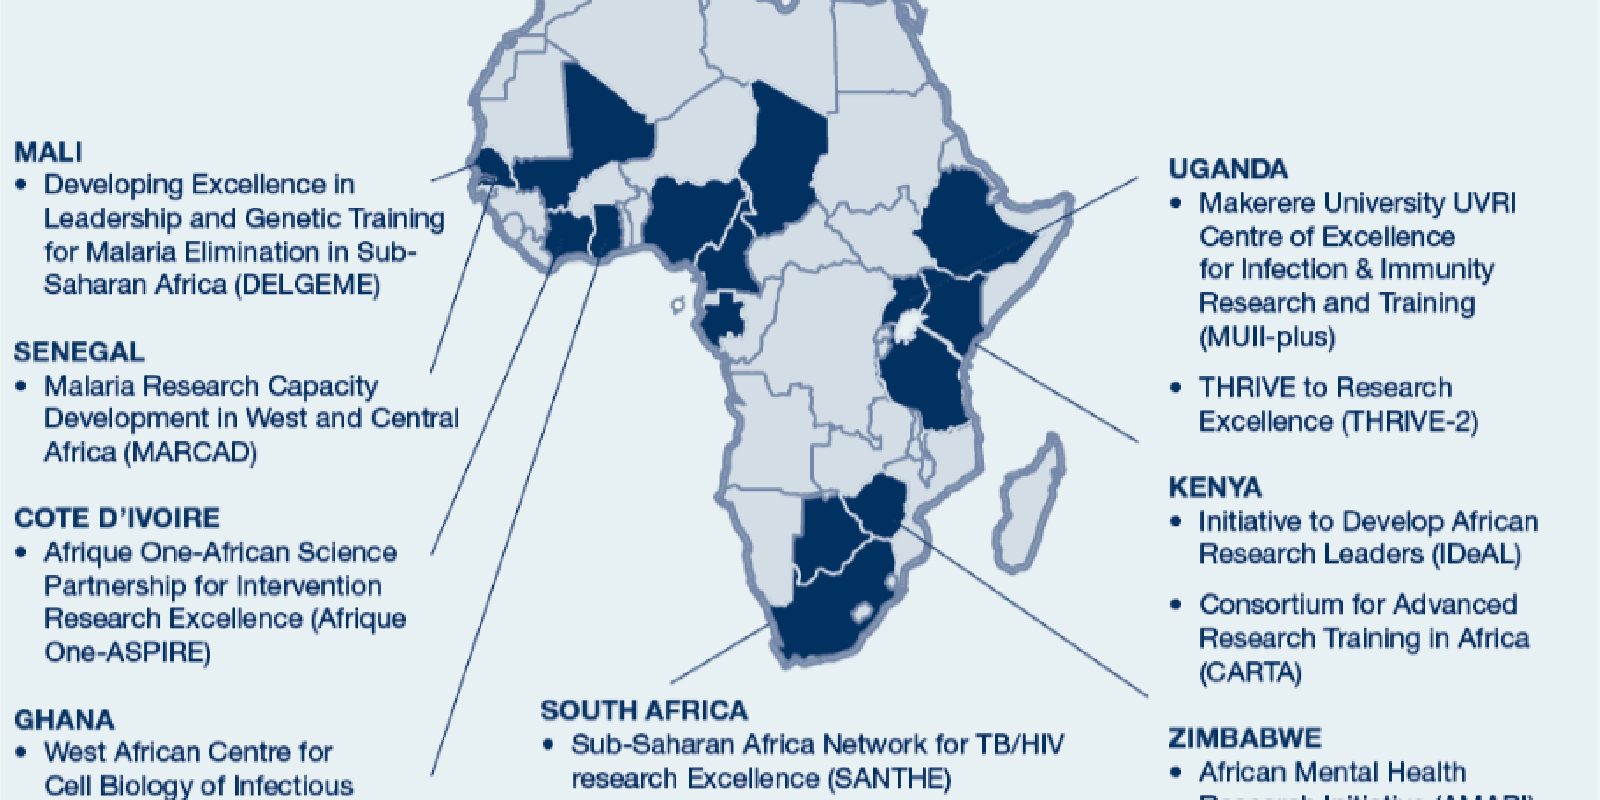 MALI
• Developing Excellence in
Leadership and Genetic Training
for Malaria Elimination in Sub-
Saharan Africa (DELGEME)
SENEGAL
• Malaria Research Capacity
Development in West and Central
Africa (MARCAD)
COTE D'IVOIRE
• Afrique One-African Science
Partnership for Intervention
Research Excellence (Afrique
One-ASPIRE)
GHANA
• West African Centre for
Cell Biology of Infectious
SOUTH AFRICA
• Sub-Saharan Africa Network for TB/HIV
research Excellence (SANTHE)
UGANDA
• Makerere University UVRI
Centre of Excellence
for Infection & Immunity
Research and Training
(MUII-plus)
• THRIVE to Research
Excellence (THRIVE-2)
KENYA
• Initiative to Develop African
Research Leaders (IDeAL)
• Consortium for Advanced
Research Training in Africa
(CARTA)
ZIMBABWE
• African Mental Health
Research Initiative (AMARI)